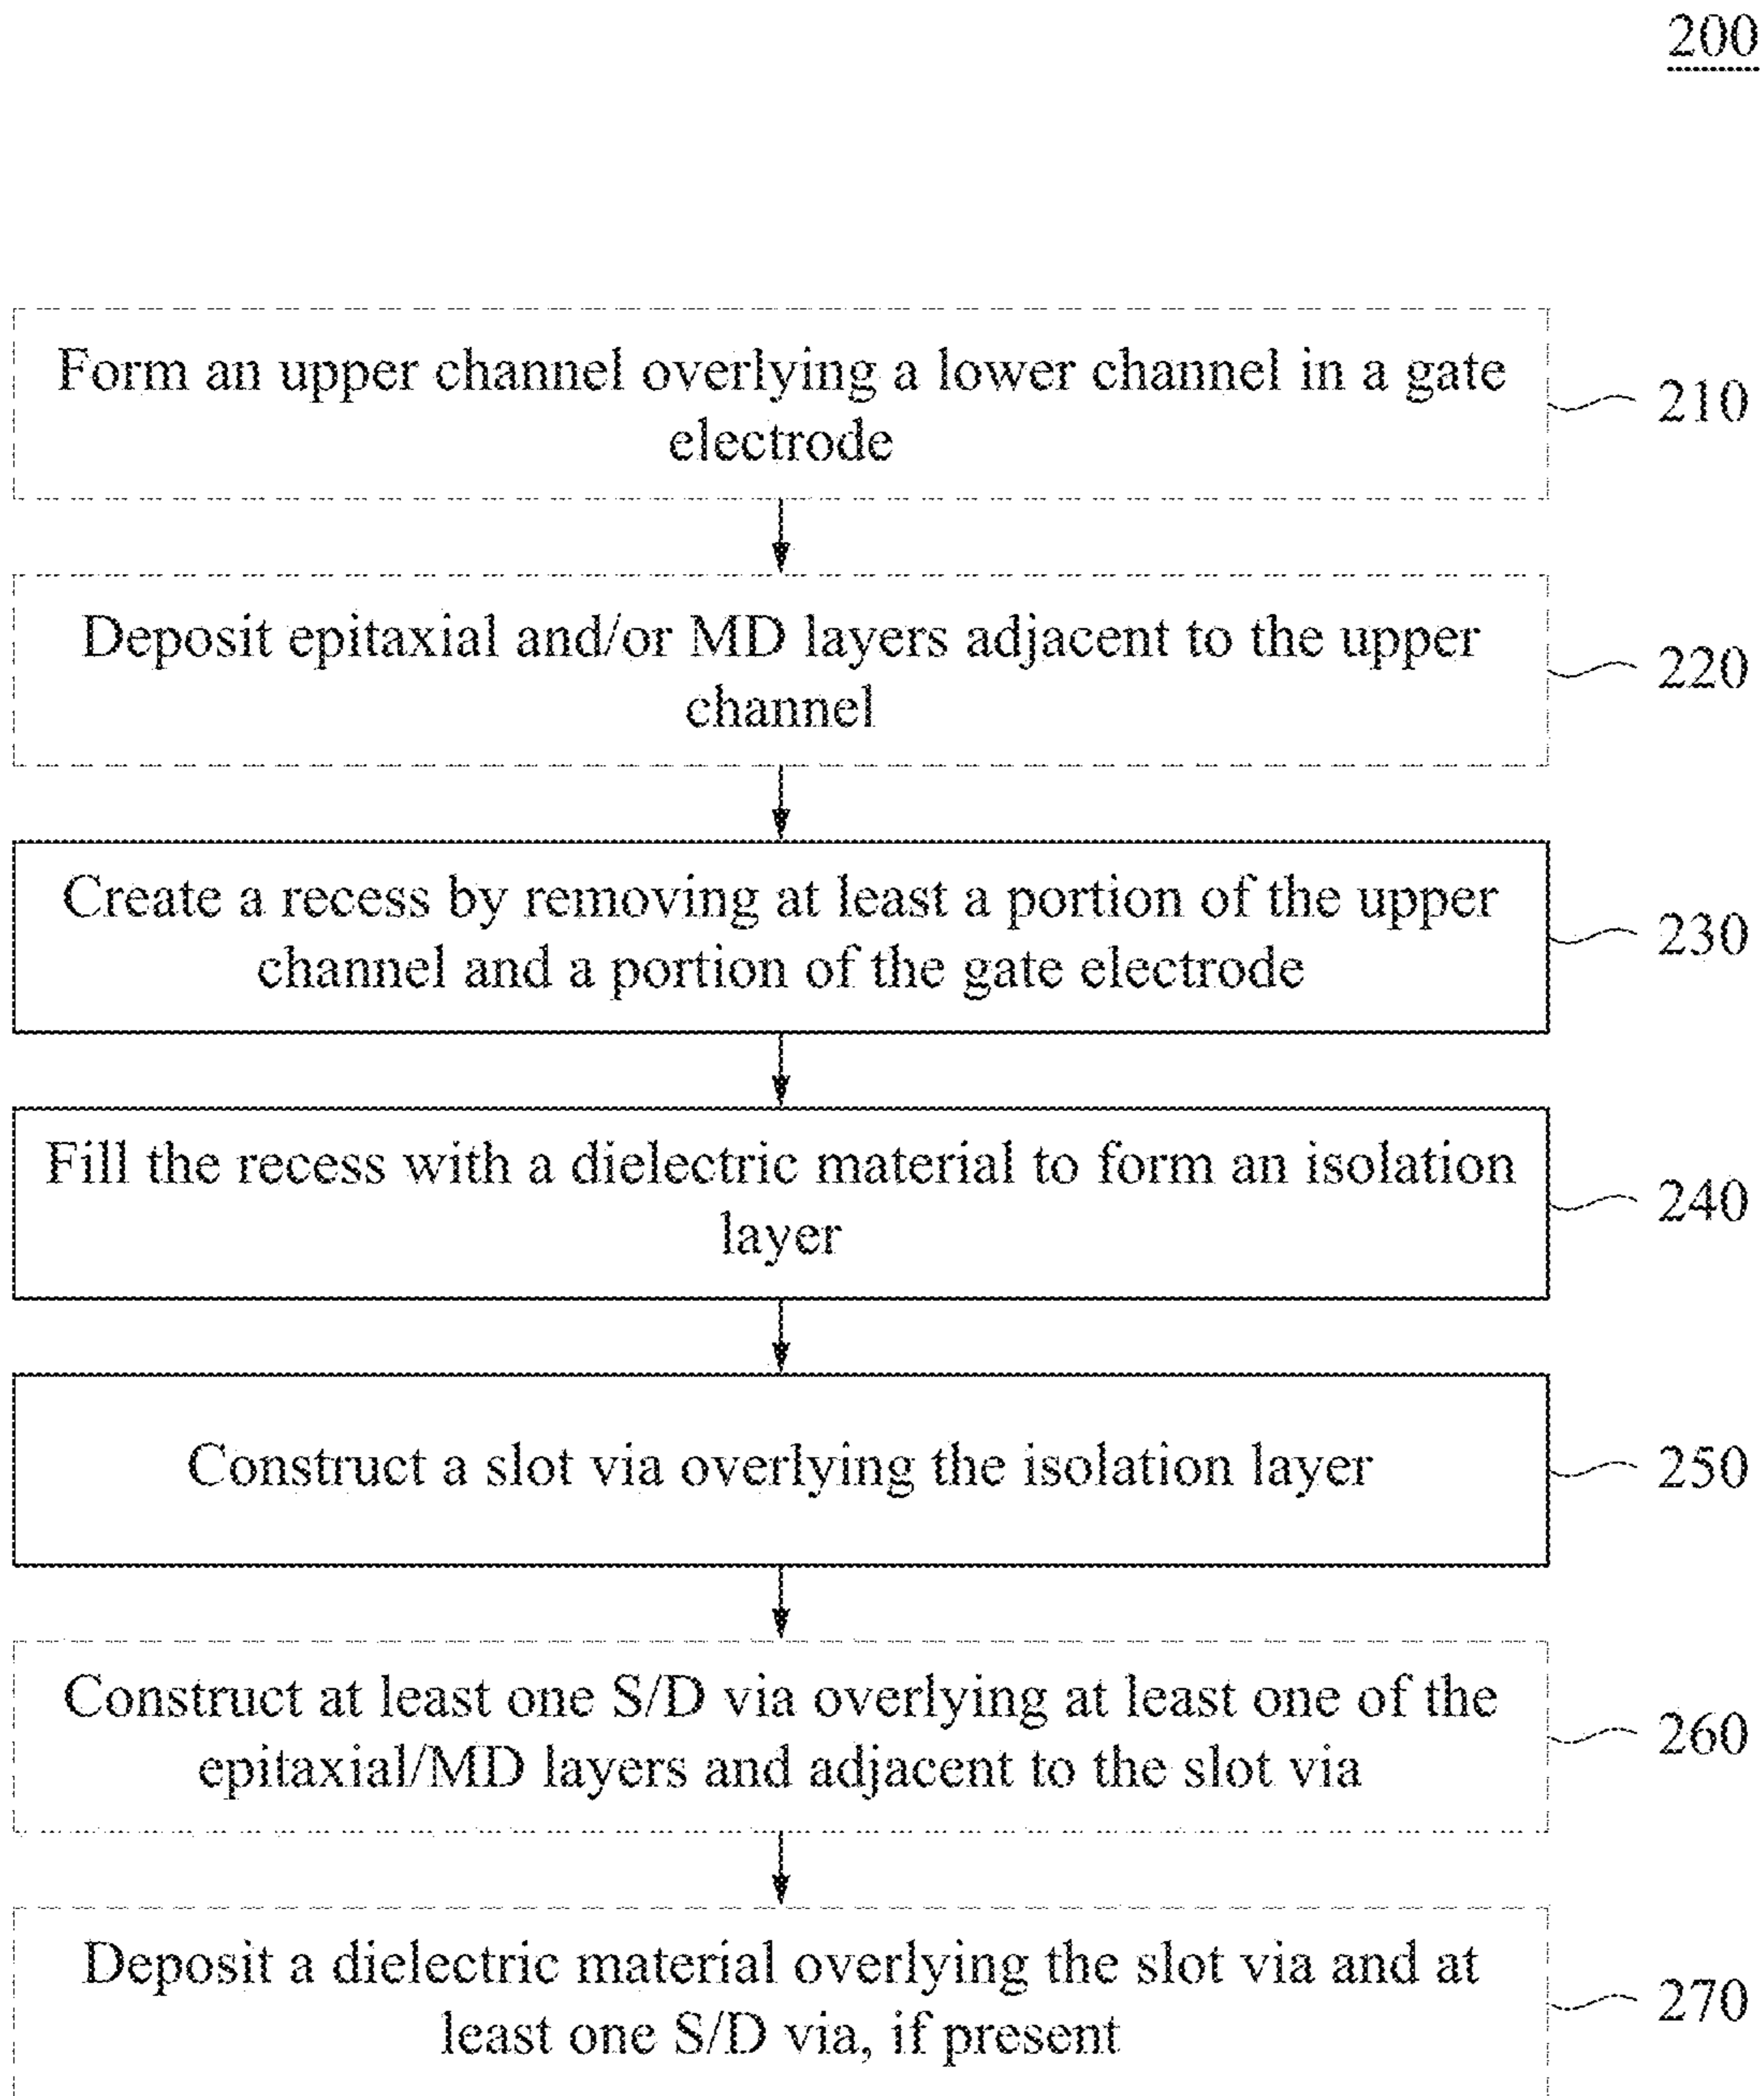 200
Form an upper channel overlying a lower channel in a gate
electrode
210
Deposit epitaxial and/or MD layers adjacent to the upper
channel
220
Create a recess by removing at least a portion of the upper
channel and a portion of the gate electrode
230
Fill the recess with a dielectric material to form an isolation
layer
240
Construct a slot via overlying the isolation layer
250
Construct at least one S/D via overlying at least one of the
epitaxial/MD layers and adjacent to the slot via
260
Deposit a dielectric material overlying the slot via and at
least one S/D via, if present
270